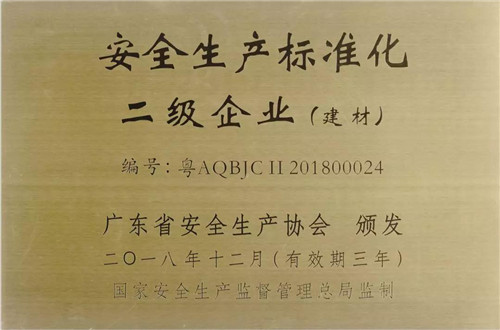 安全生产标准化
二级企业(建材)
编号:粤AQBJC II 201800024
广东省安全生产协会 颁发
二〇一八年十二月(有效期三年)
国家安全生产监督管理总局监制